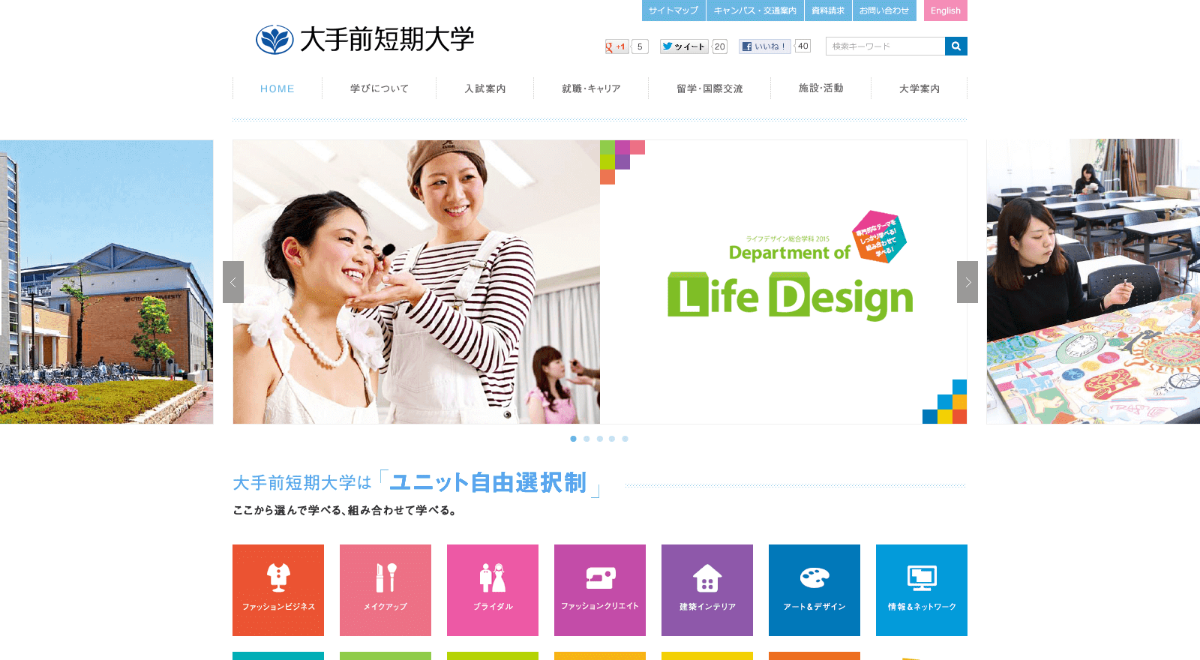 サイトマップ
キャンパス・交通案内
資料請求
お問い合わせ
English
大手前短期大学
+1
5
ツイート
20
いいね！
40
検索キーワード
HOME
学びについて
入試案内
就職・キャリア
留学・国際交流
施設・活動
大学案内
ライフデザイン総合学科 2015
Department of
Life Design
専門的なテーマを
しっかり学べる!
組み合わせて
学べる!
大手前短期大学は「ユニット自由選択制」
ここから選んで学べる、組み合わせて学べる。
ファッションビジネス
メイクアップ
ブライダル
ファッションクリエイト
建築インテリア
アート＆デザイン
情報＆ネットワーク